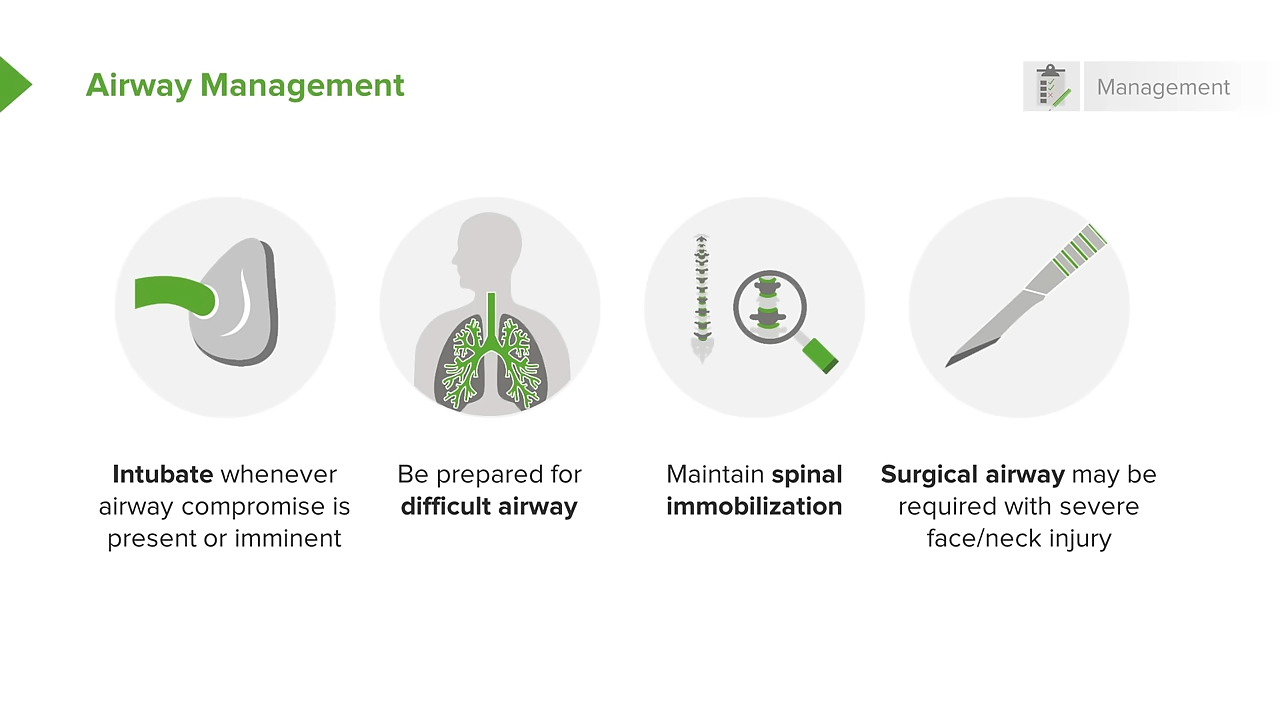 Airway Management
Management
Intubate whenever
airway compromise is
present or imminent
Be prepared for
difficult airway
Maintain spinal
immobilization
Surgical airway may be
required with severe
face/neck injury